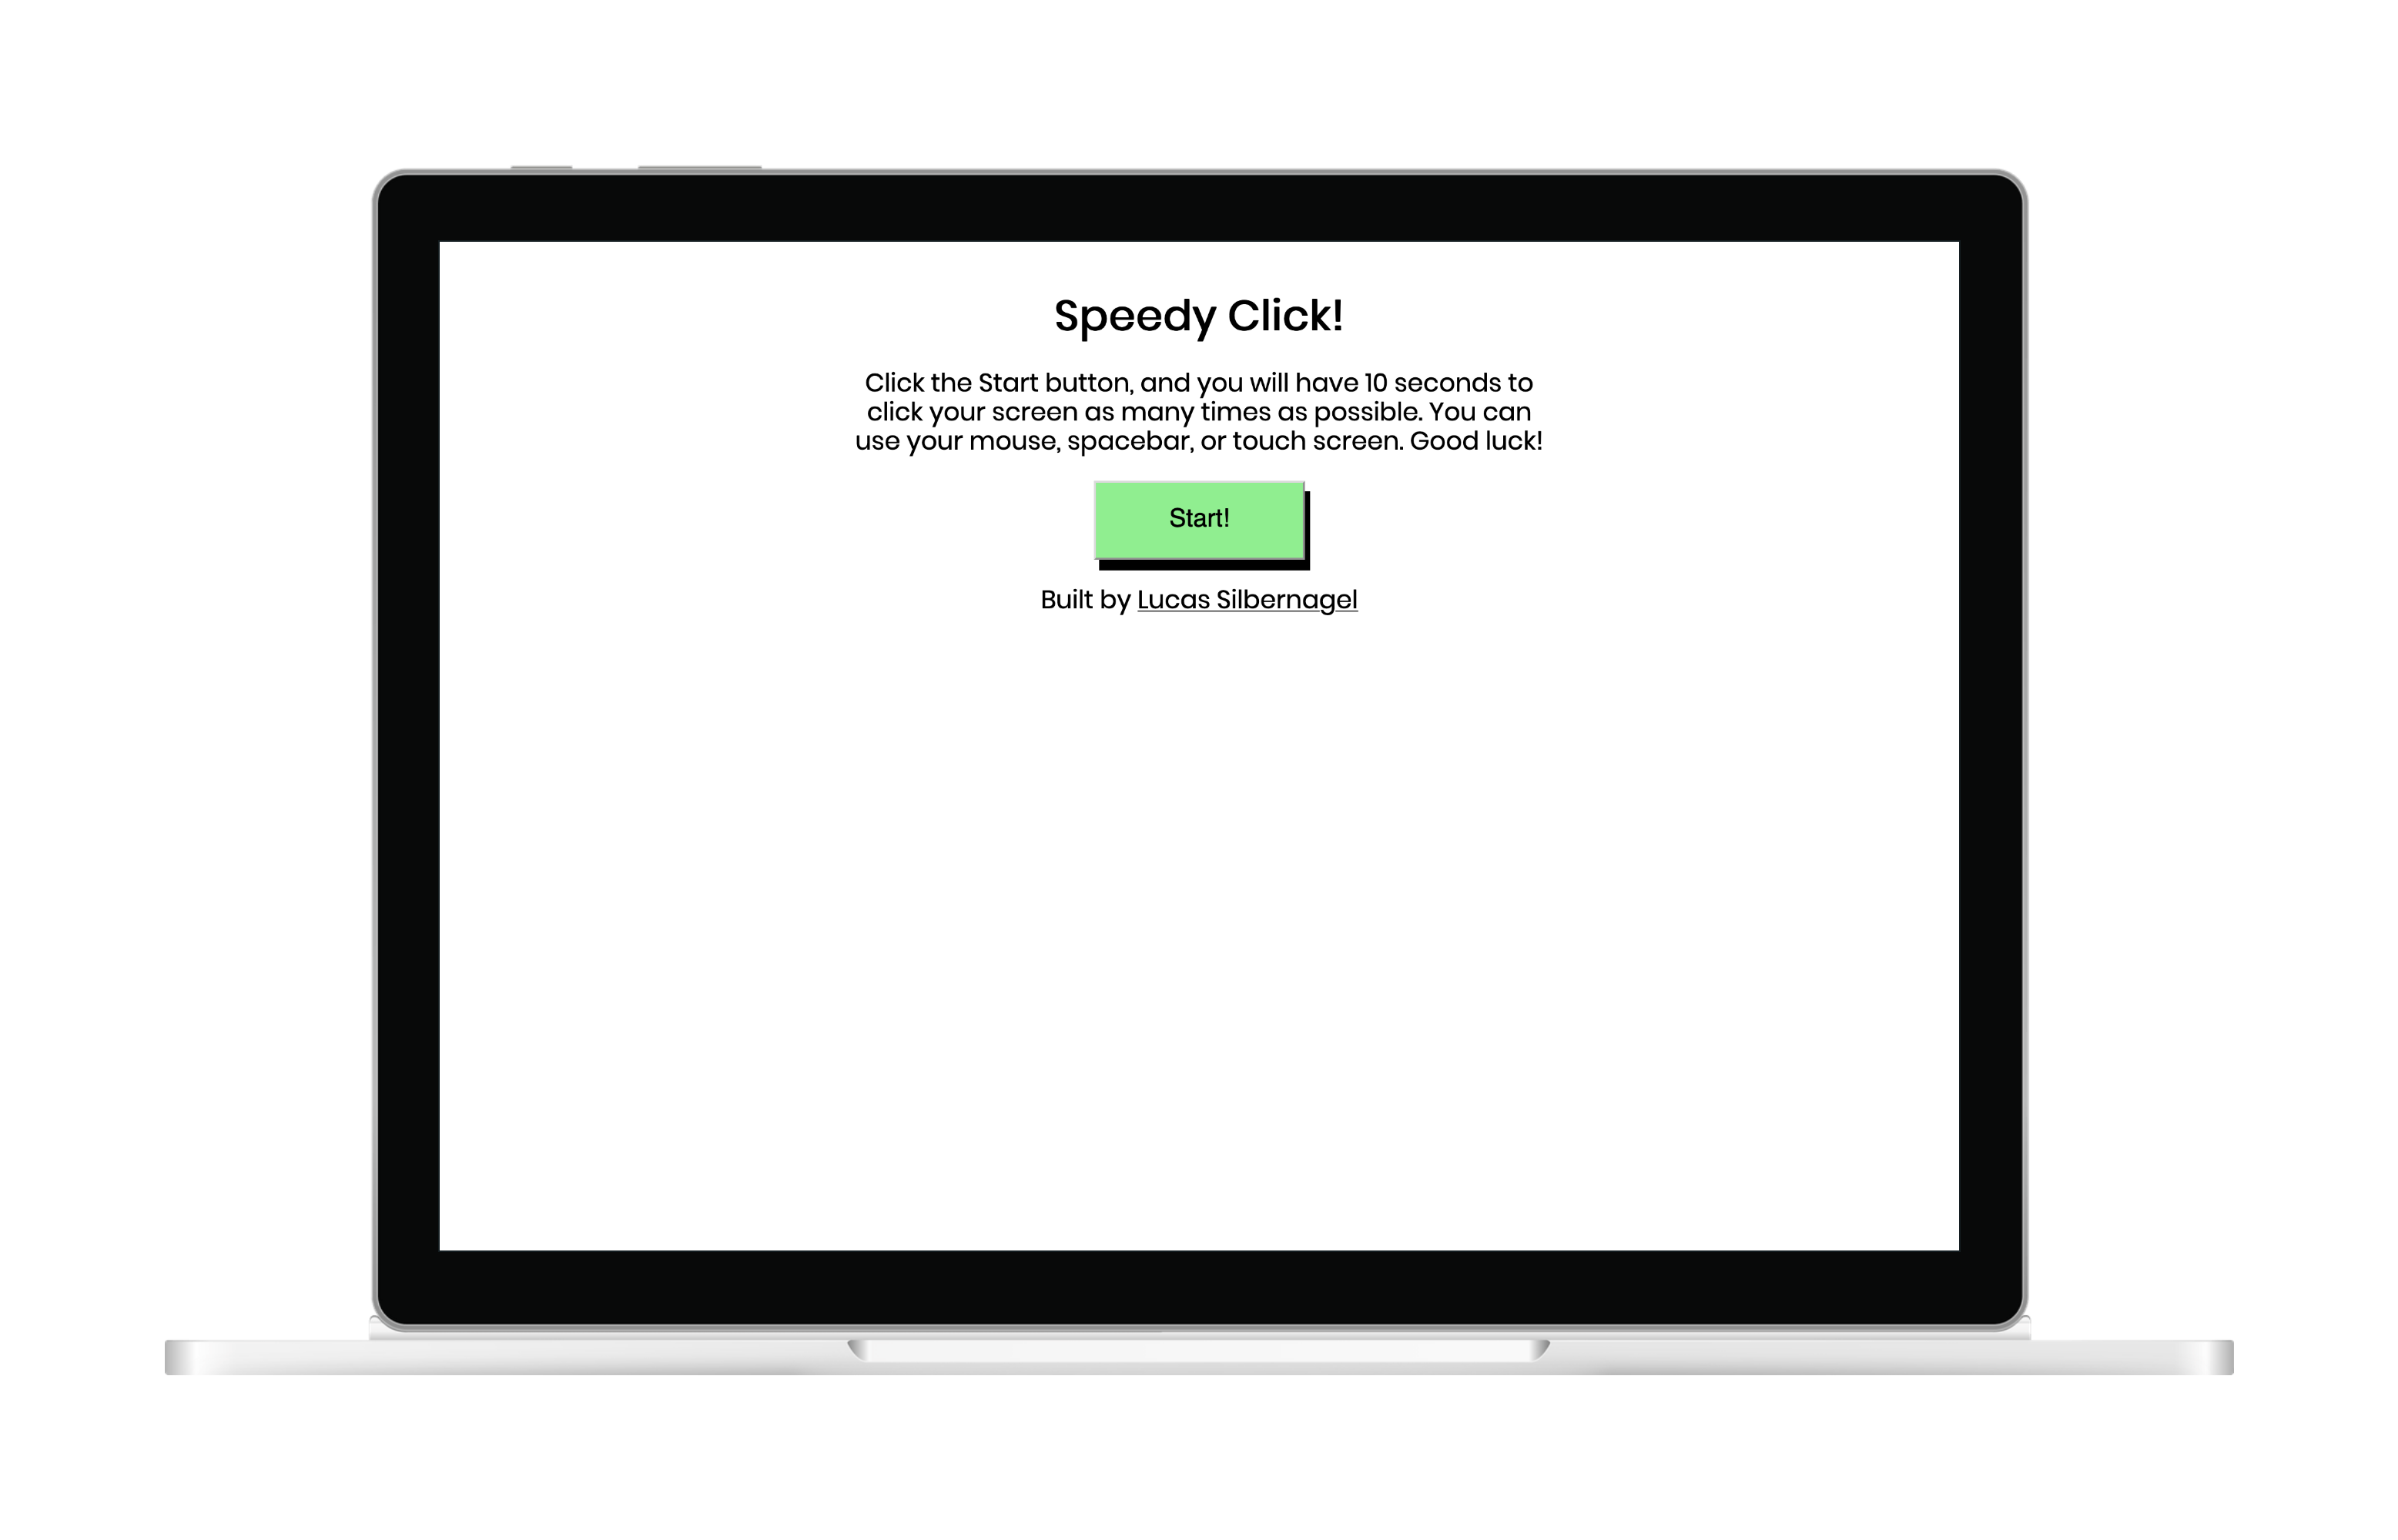 Speedy Click!
Click the Start button, and you will have 10 seconds to
click your screen as many times as possible. You can
use your mouse, spacebar, or touch screen. Good luck!
Start!
Built by Lucas Silbernagel